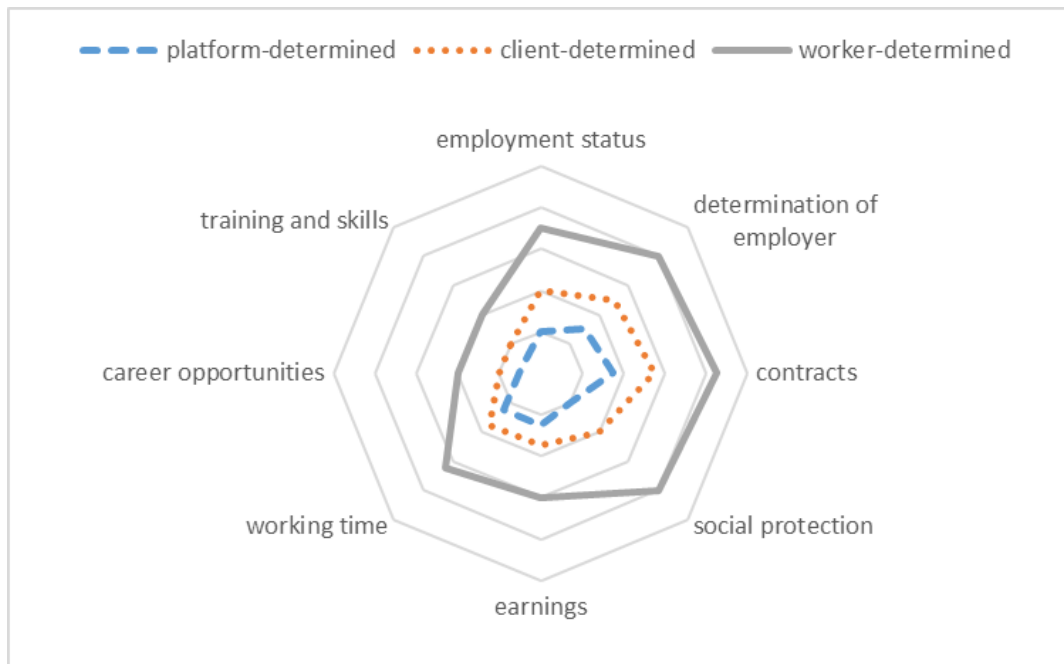 platform-determined client-determined worker-determined
employment status
determination of
employer
training and skills
career opportunities
contracts
working time
social protection
earnings